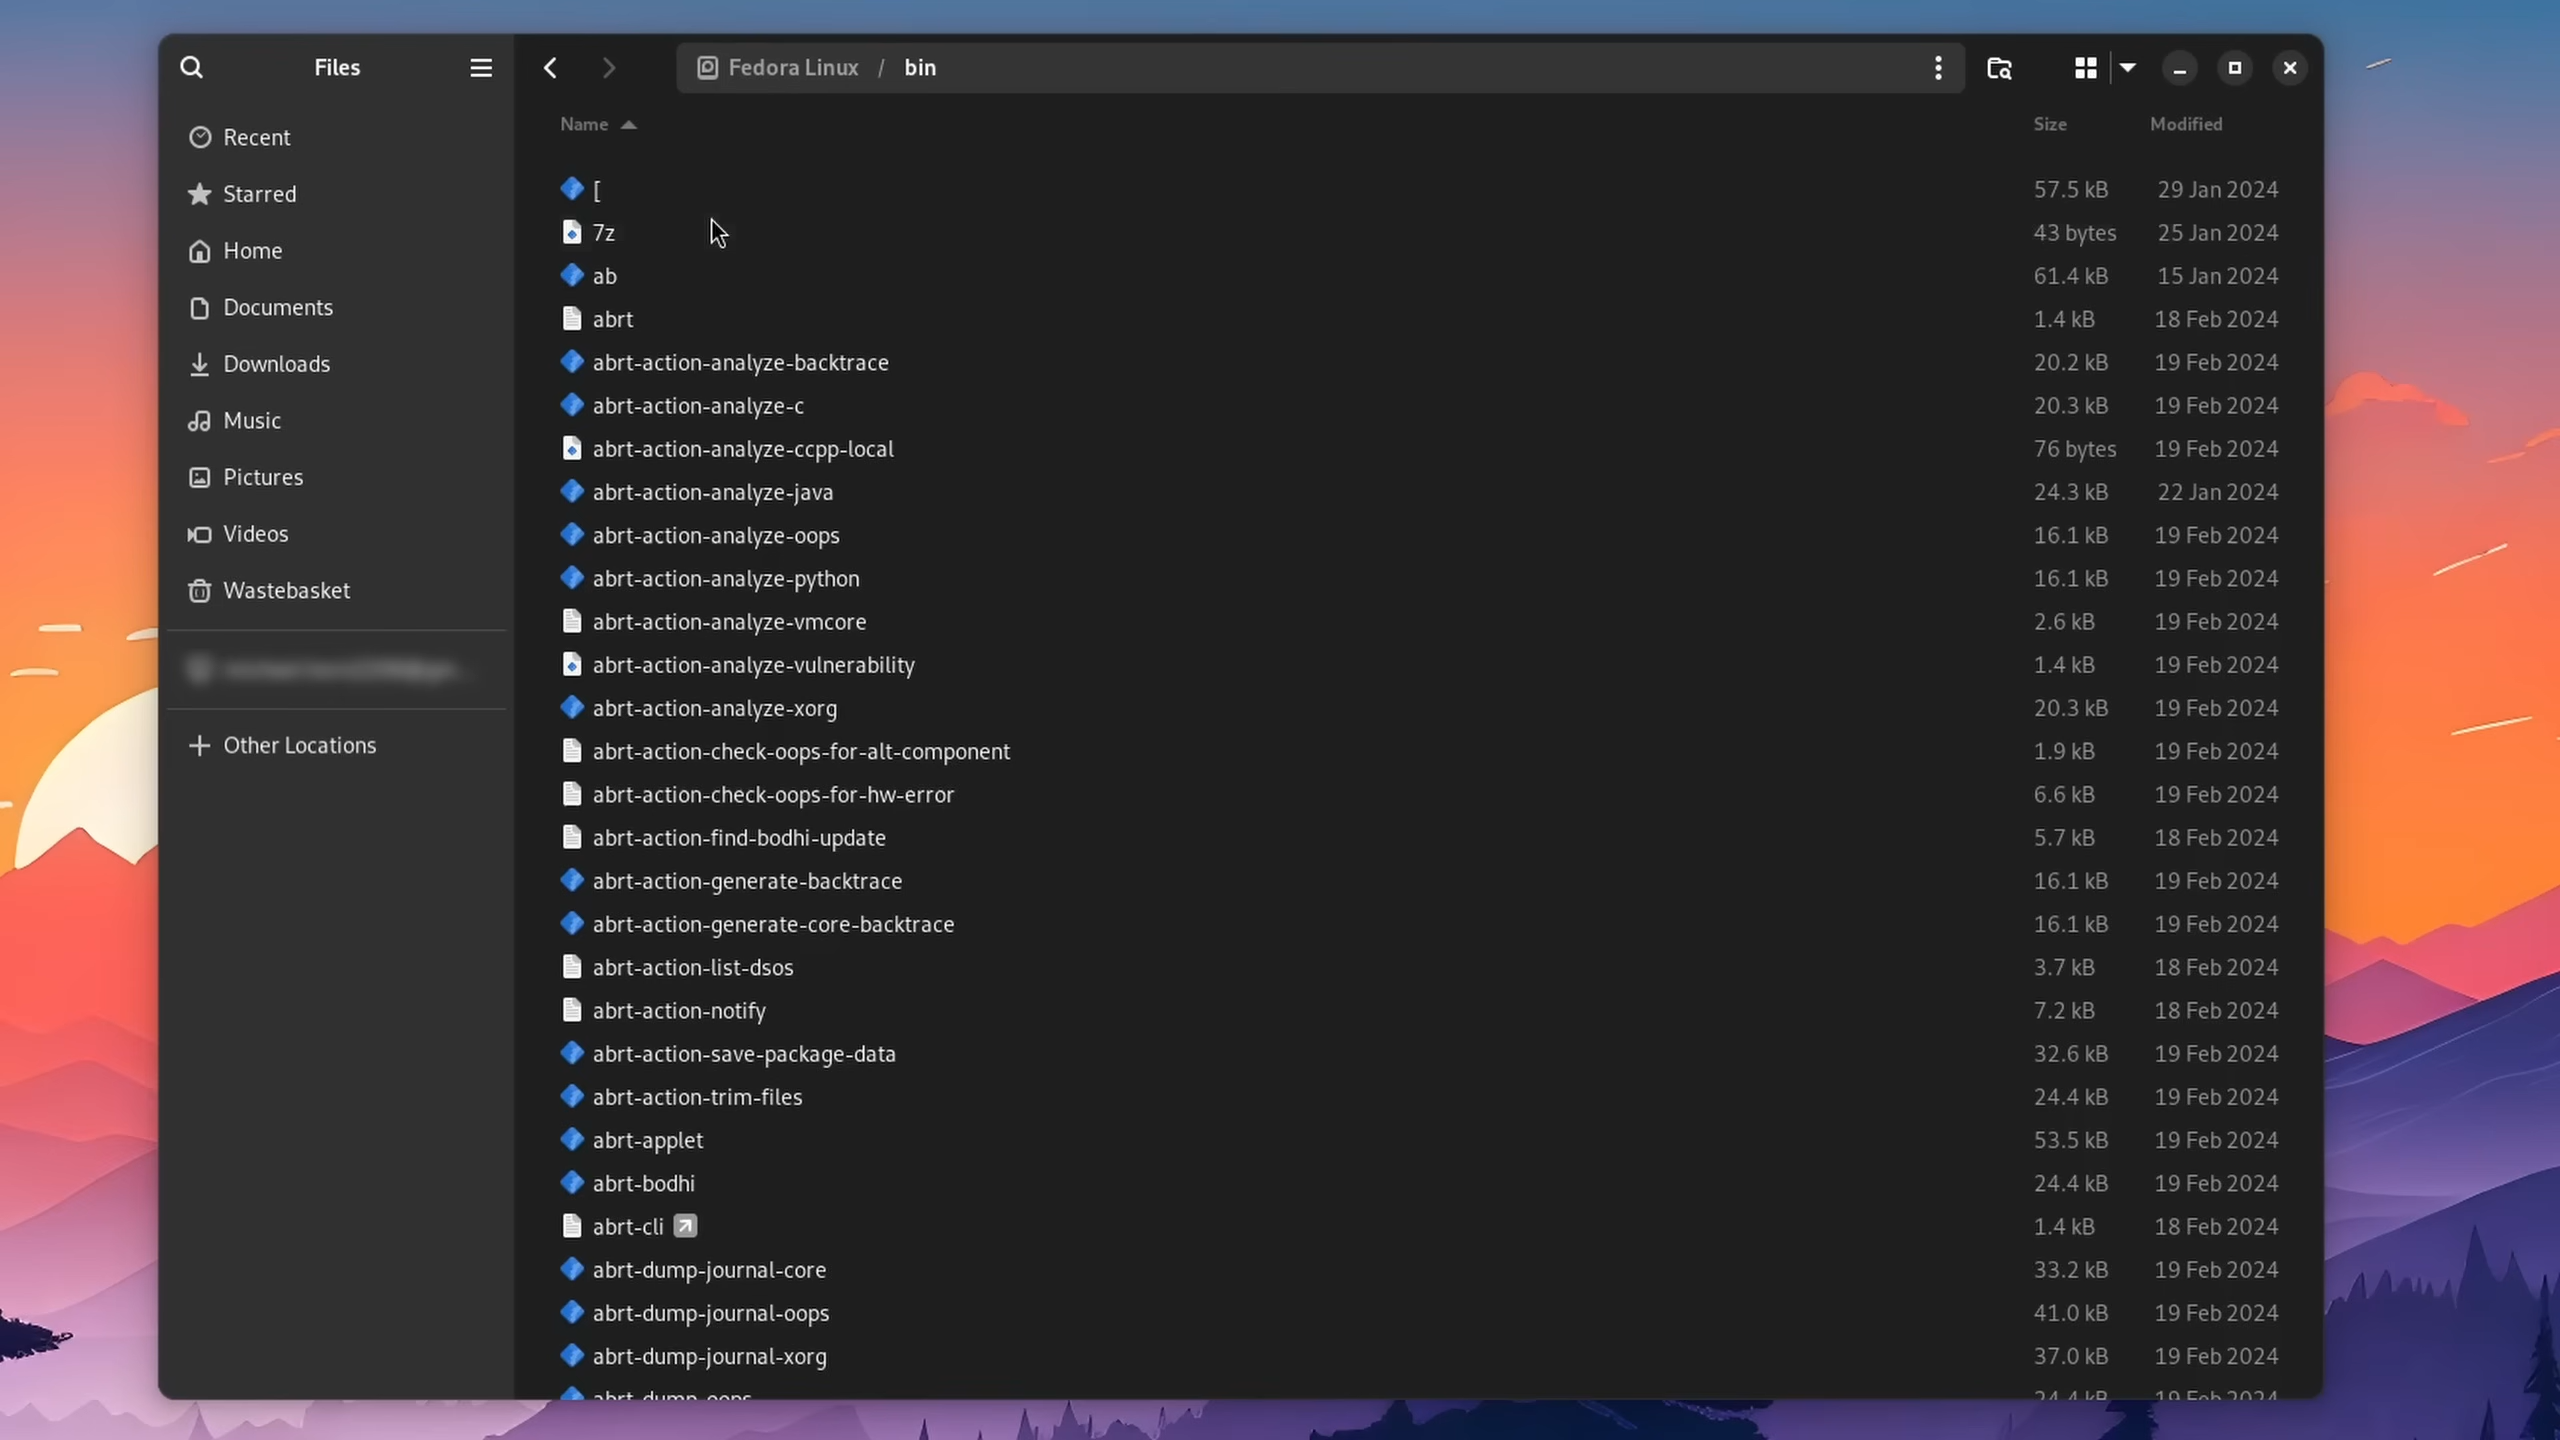 Files
Fedora Linux / bin
Recent
Starred
Home
Documents
Downloads
Music
Pictures
Videos
Wastebasket
Other Locations
Name Size Modified
[ 57.5 kB 29 Jan 2024
7z 43 bytes 25 Jan 2024
ab 61.4 kB 15 Jan 2024
abrt 1.4 kB 18 Feb 2024
abrt-action-analyze-backtrace 20.2 kB 19 Feb 2024
abrt-action-analyze-c 20.3 kB 19 Feb 2024
abrt-action-analyze-ccpp-local 76 bytes 19 Feb 2024
abrt-action-analyze-java 24.3 kB 22 Jan 2024
abrt-action-analyze-oops 16.1 kB 19 Feb 2024
abrt-action-analyze-python 16.1 kB 19 Feb 2024
abrt-action-analyze-vmcore 2.6 kB 19 Feb 2024
abrt-action-analyze-vulnerability 1.4 kB 19 Feb 2024
abrt-action-analyze-xorg 20.3 kB 19 Feb 2024
abrt-action-check-oops-for-alt-component 1.9 kB 19 Feb 2024
abrt-action-check-oops-for-hw-error 6.6 kB 19 Feb 2024
abrt-action-find-bodhi-update 5.7 kB 18 Feb 2024
abrt-action-generate-backtrace 16.1 kB 19 Feb 2024
abrt-action-generate-core-backtrace 16.1 kB 19 Feb 2024
abrt-action-list-dsos 3.7 kB 18 Feb 2024
abrt-action-notify 7.2 kB 18 Feb 2024
abrt-action-save-package-data 32.6 kB 19 Feb 2024
abrt-action-trim-files 24.4 kB 19 Feb 2024
abrt-applet 53.5 kB 19 Feb 2024
abrt-bodhi 24.4 kB 19 Feb 2024
abrt-cli 1.4 kB 18 Feb 2024
abrt-dump-journal-core 33.2 kB 19 Feb 2024
abrt-dump-journal-oops 41.0 kB 19 Feb 2024
abrt-dump-journal-xorg 37.0 kB 19 Feb 2024
abrt-dump-oops 24.4 kB 19 Feb 2024